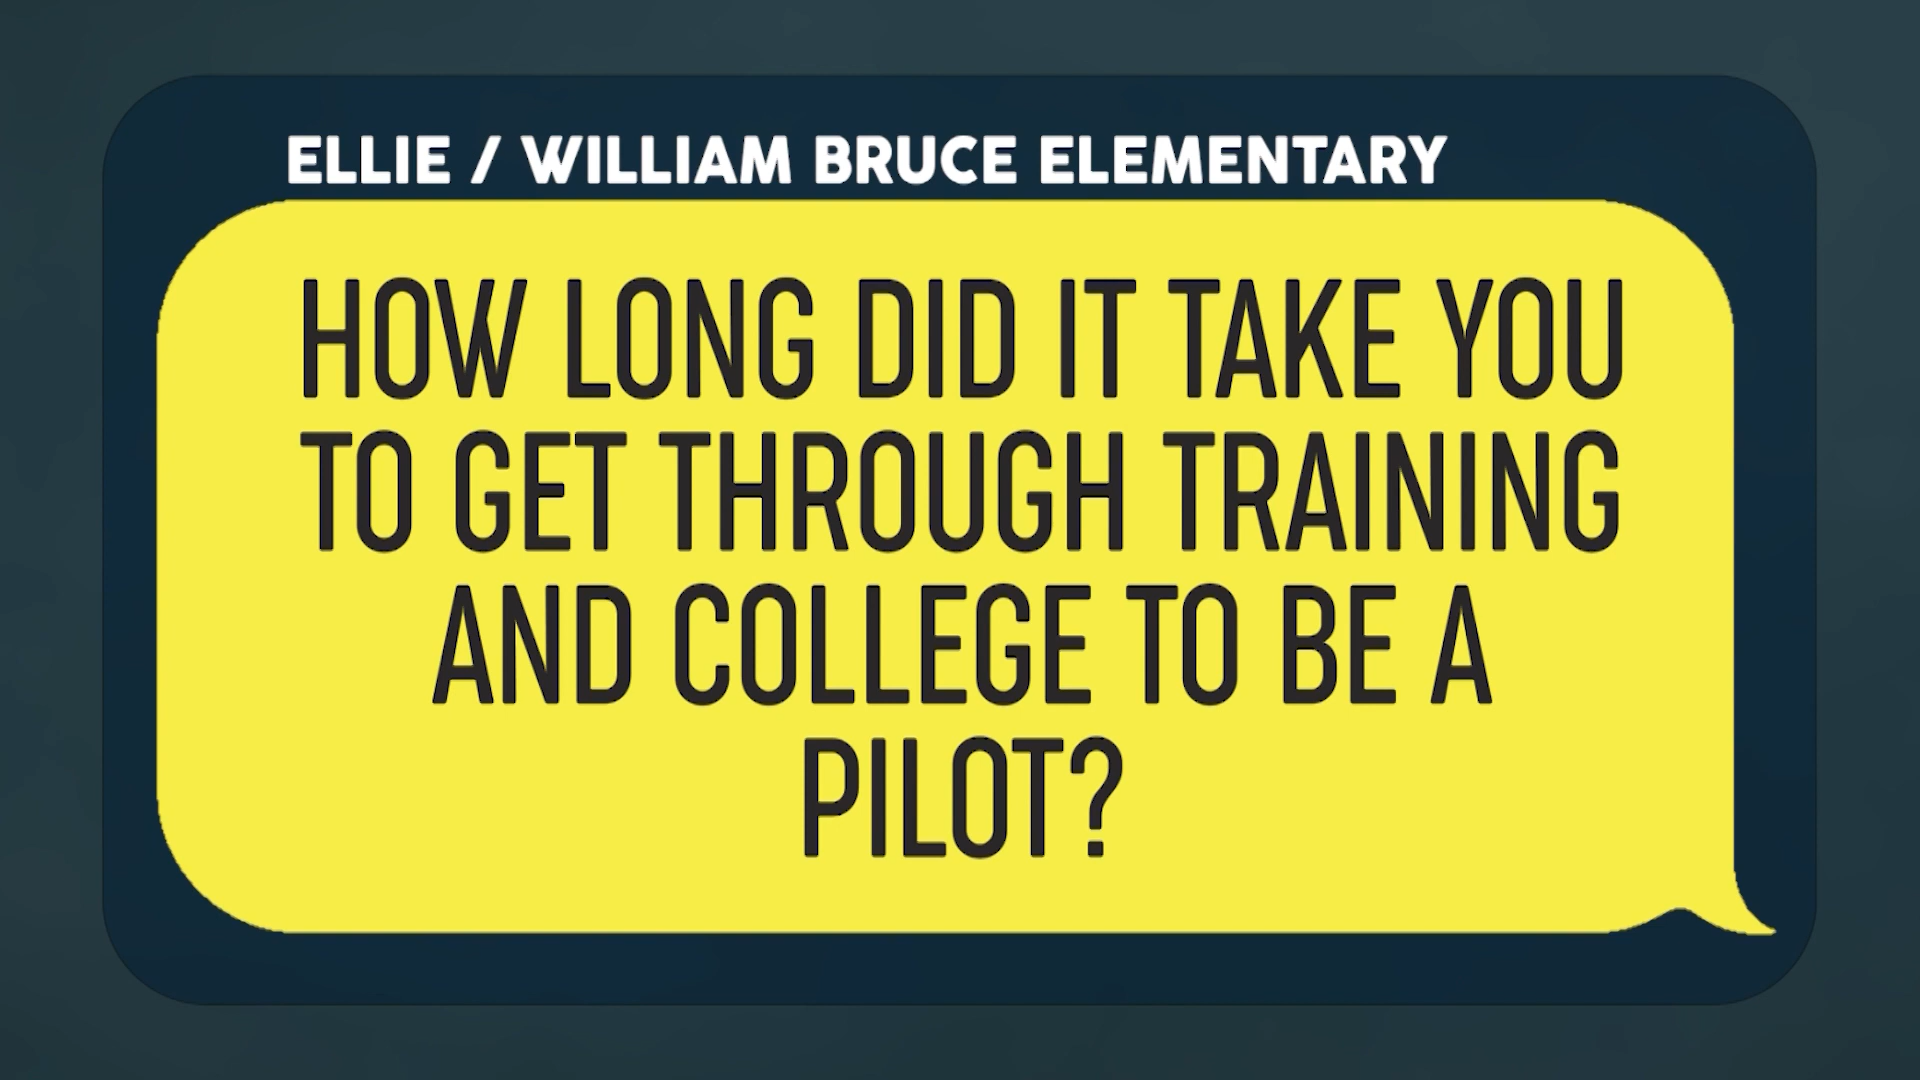 ELLIE / WILLIAM BRUCE ELEMENTARY
HOW LONG DID IT TAKE YOU
TO GET THROUGH TRAINING
AND COLLEGE TO BE A
PILOT?